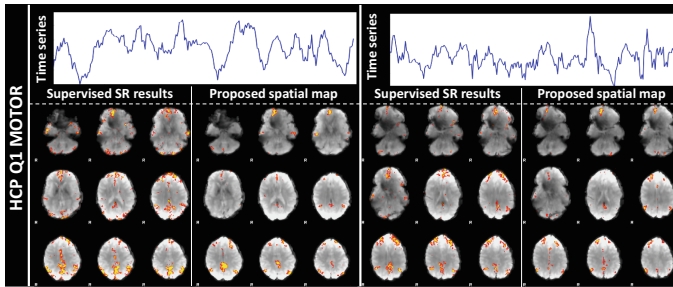 HCP Q1 MOTOR
Time series
Time series
Supervised SR results
Proposed spatial map
Supervised SR results
Proposed spatial map